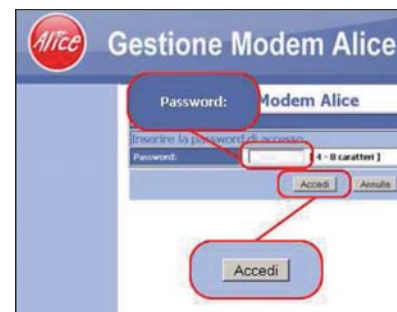 Alice
Gestione Modem Alice
Password:
Modem Alice
Inserire la password di accesso
Password:
[ 4 - 8 caratteri ]
Accedi
Annulla
Accedi